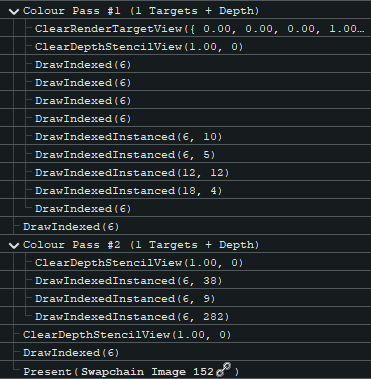 Colour Pass #1 (1 Targets + Depth)
ClearRenderTargetView({ 0.00, 0.00, 0.00, 1.00...
ClearDepthStencilView(1.00, 0)
DrawIndexed(6)
DrawIndexed(6)
DrawIndexed(6)
DrawIndexed(6)
DrawIndexedInstanced(6, 10)
DrawIndexedInstanced(6, 5)
DrawIndexedInstanced(12, 12)
DrawIndexedInstanced(18, 4)
DrawIndexed(6)
DrawIndexed(6)
Colour Pass #2 (1 Targets + Depth)
ClearDepthStencilView(1.00, 0)
DrawIndexedInstanced(6, 38)
DrawIndexedInstanced(6, 9)
DrawIndexedInstanced(6, 282)
ClearDepthStencilView(1.00, 0)
DrawIndexed(6)
Present(Swapchain Image 152)